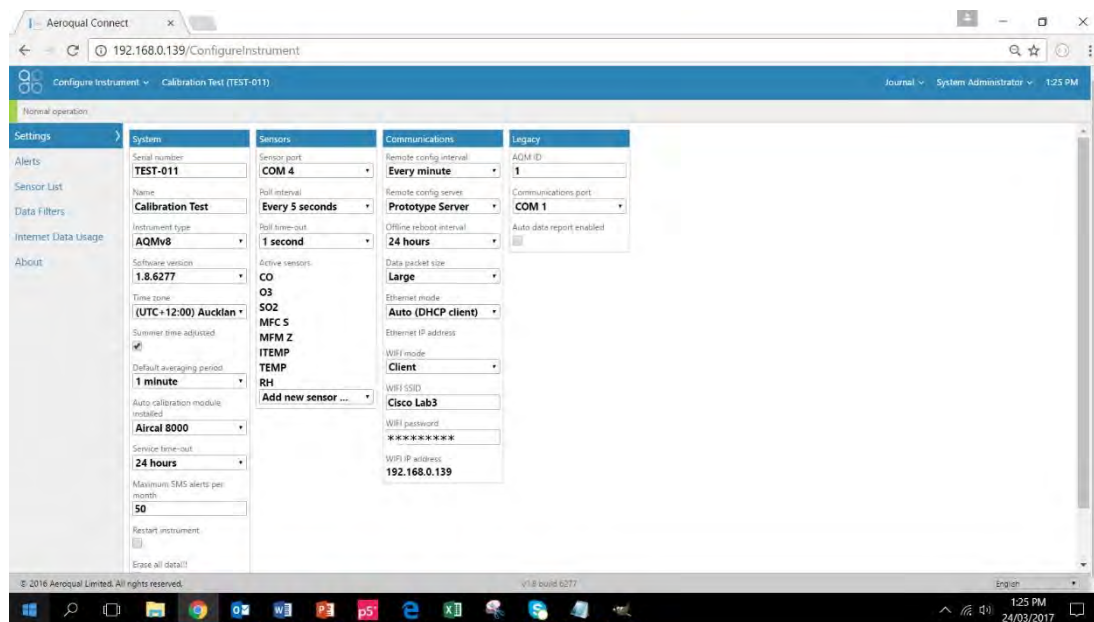 Aeroqual Connect
192.168.0.139/ConfigureInstrument
Configure Instrument Calibration Test (TEST-011) Journal System Administrator 1:25 PM
Normal operation
Settings
Alerts
Sensor List
Data Filters
Internet Data Usage
About
System
Serial number
TEST-011
Name
Calibration Test
Instrument type
AQMv8
Software version
1.8.6277
Time zone
(UTC+12:00) Aucklan
Summer time adjusted
Default averaging period
1 minute
Auto calibration module
installed
Aircal 8000
Service time-out
24 hours
Maximum SMS alerts per
month
50
Restart instrument
Erase all data!!!
Sensors
Sensor port
COM 4
Poll interval
Every 5 seconds
Poll time-out
1 second
Active sensors
CO
O3
SO2
MFC S
MFM Z
ITEMP
TEMP
RH
Add new sensor ...
Communications
Remote config interval
Every minute
Remote config server
Prototype Server
Offline reboot interval
24 hours
Data packet size
Large
Ethernet mode
Auto (DHCP client)
Ethernet IP address
WIFI mode
Client
WIFI SSID
Cisco Lab3
WIFI password
*********
WIFI IP address
192.168.0.139
Legacy
AQM ID
1
Communications port
COM 1
Auto data report enabled
© 2016 Aeroqual Limited. All rights reserved. v1.8 build 6277 English
p5*
1:25 PM
24/03/2017